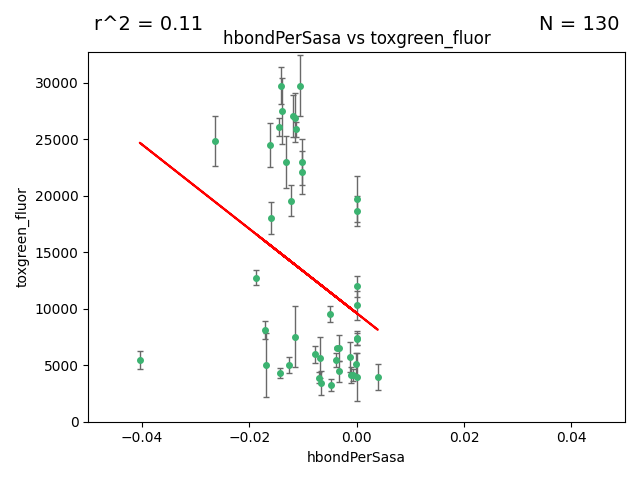 r^2 = 0.11
N = 130
hbondPerSasa vs toxgreen_fluor
toxgreen_fluor
30000
25000
20000
15000
10000
5000
0
−0.04
−0.02
0.00
0.02
0.04
hbondPerSasa